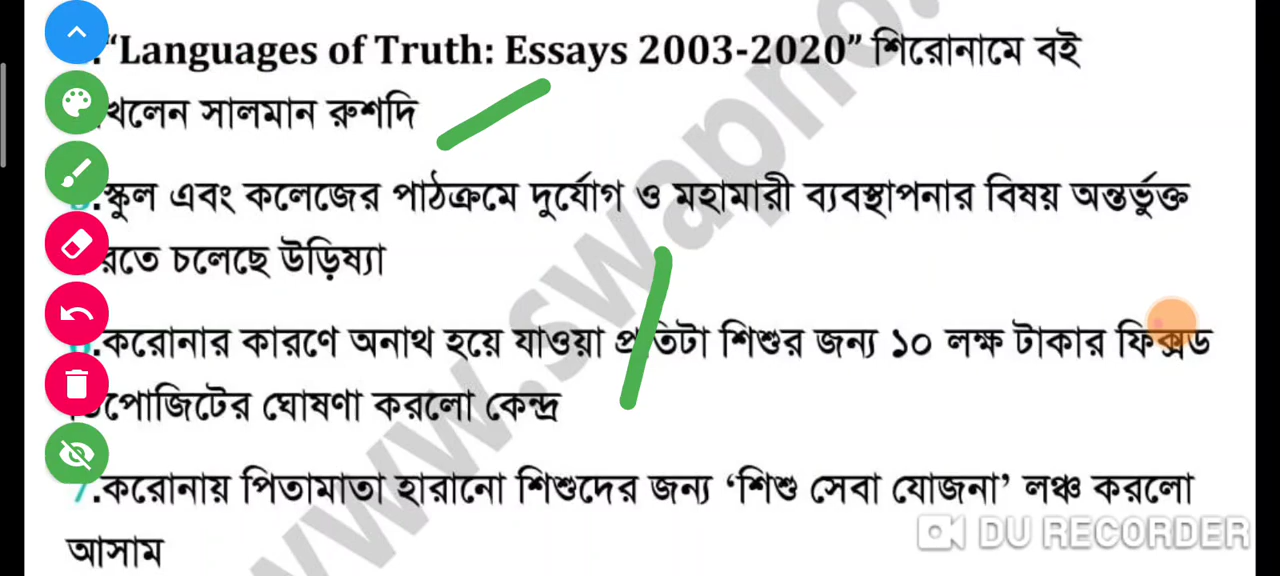 ."Languages of Truth: Essays 2003-2020" শিরোনামে বই
খলেন সালমান রুশদি
.স্কুল এবং কলেজের পাঠক্রমে দুর্যোগ ও মহামারী ব্যবস্থাপনার বিষয় অন্তর্ভুক্ত
রতে চলেছে উড়িষ্যা
.করোনার কারণে অনাথ হয়ে যাওয়া প্রতিটা শিশুর জন্য ১০ লক্ষ টাকার ফিক্সড
পোজিটের ঘোষণা করলো কেন্দ্র
7.করোনায় পিতামাতা হারানো শিশুদের জন্য ‘শিশু সেবা যোজনা’ লঞ্চ করলো
আসাম
www.swapno.
DU RECORDER